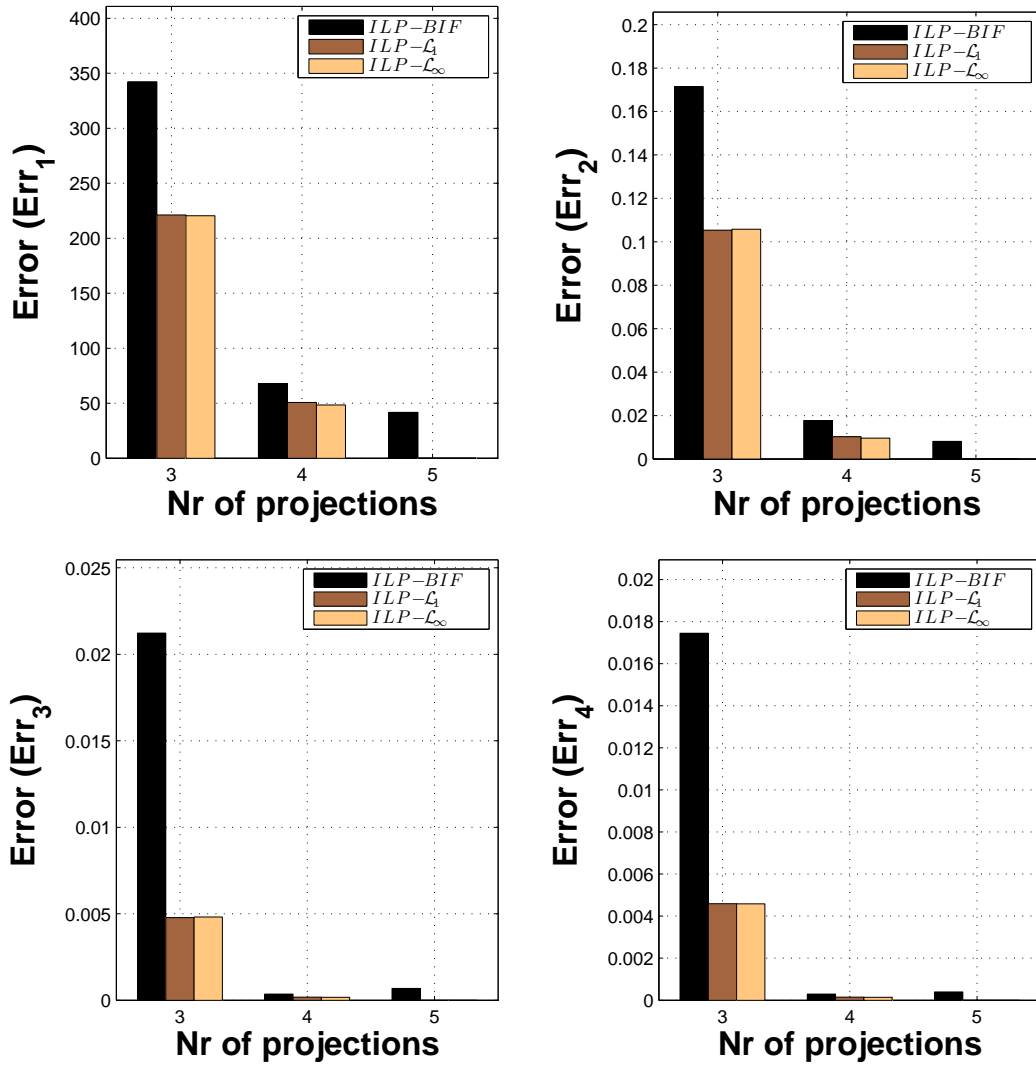 400
350
300
250
200
150
100
50
0
Error (Err₁)
3 4 5
Nr of projections
ILP−BIF
ILP−ℒ₁
ILP−ℒ∞
0.2
0.18
0.16
0.14
0.12
0.1
0.08
0.06
0.04
0.02
0
Error (Err₂)
3 4 5
Nr of projections
ILP−BIF
ILP−ℒ₁
ILP−ℒ∞
0.025
0.02
0.015
0.01
0.005
0
Error (Err₃)
3 4 5
Nr of projections
ILP−BIF
ILP−ℒ₁
ILP−ℒ∞
0.02
0.018
0.016
0.014
0.012
0.01
0.008
0.006
0.004
0.002
0
Error (Err₄)
3 4 5
Nr of projections
ILP−BIF
ILP−ℒ₁
ILP−ℒ∞